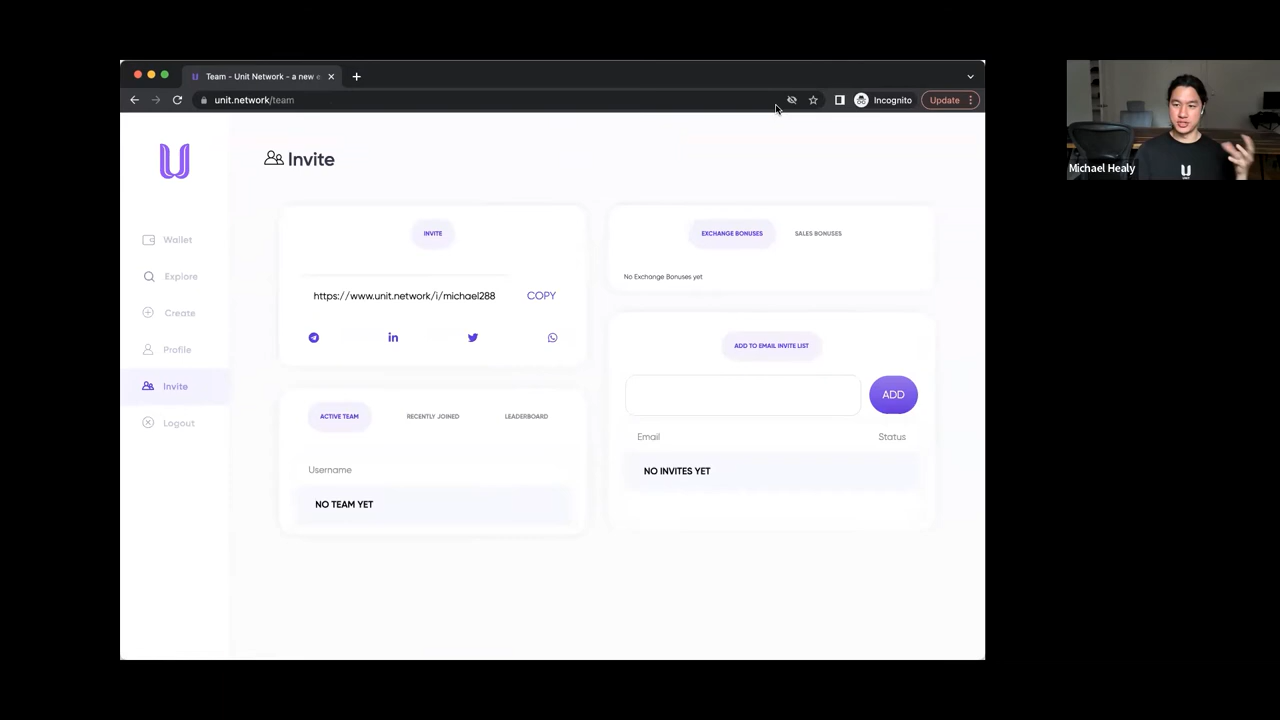 Team - Unit Network - a new e
unit.network/team
Incognito
Update
Invite
Wallet
Explore
Create
Profile
Invite
Logout
INVITE
https://www.unit.network/i/michael288
COPY
ACTIVE TEAM
RECENTLY JOINED
LEADERBOARD
Username
NO TEAM YET
EXCHANGE BONUSES
SALES BONUSES
No Exchange Bonuses yet
ADD TO EMAIL INVITE LIST
ADD
Email
Status
NO INVITES YET
Michael Healy